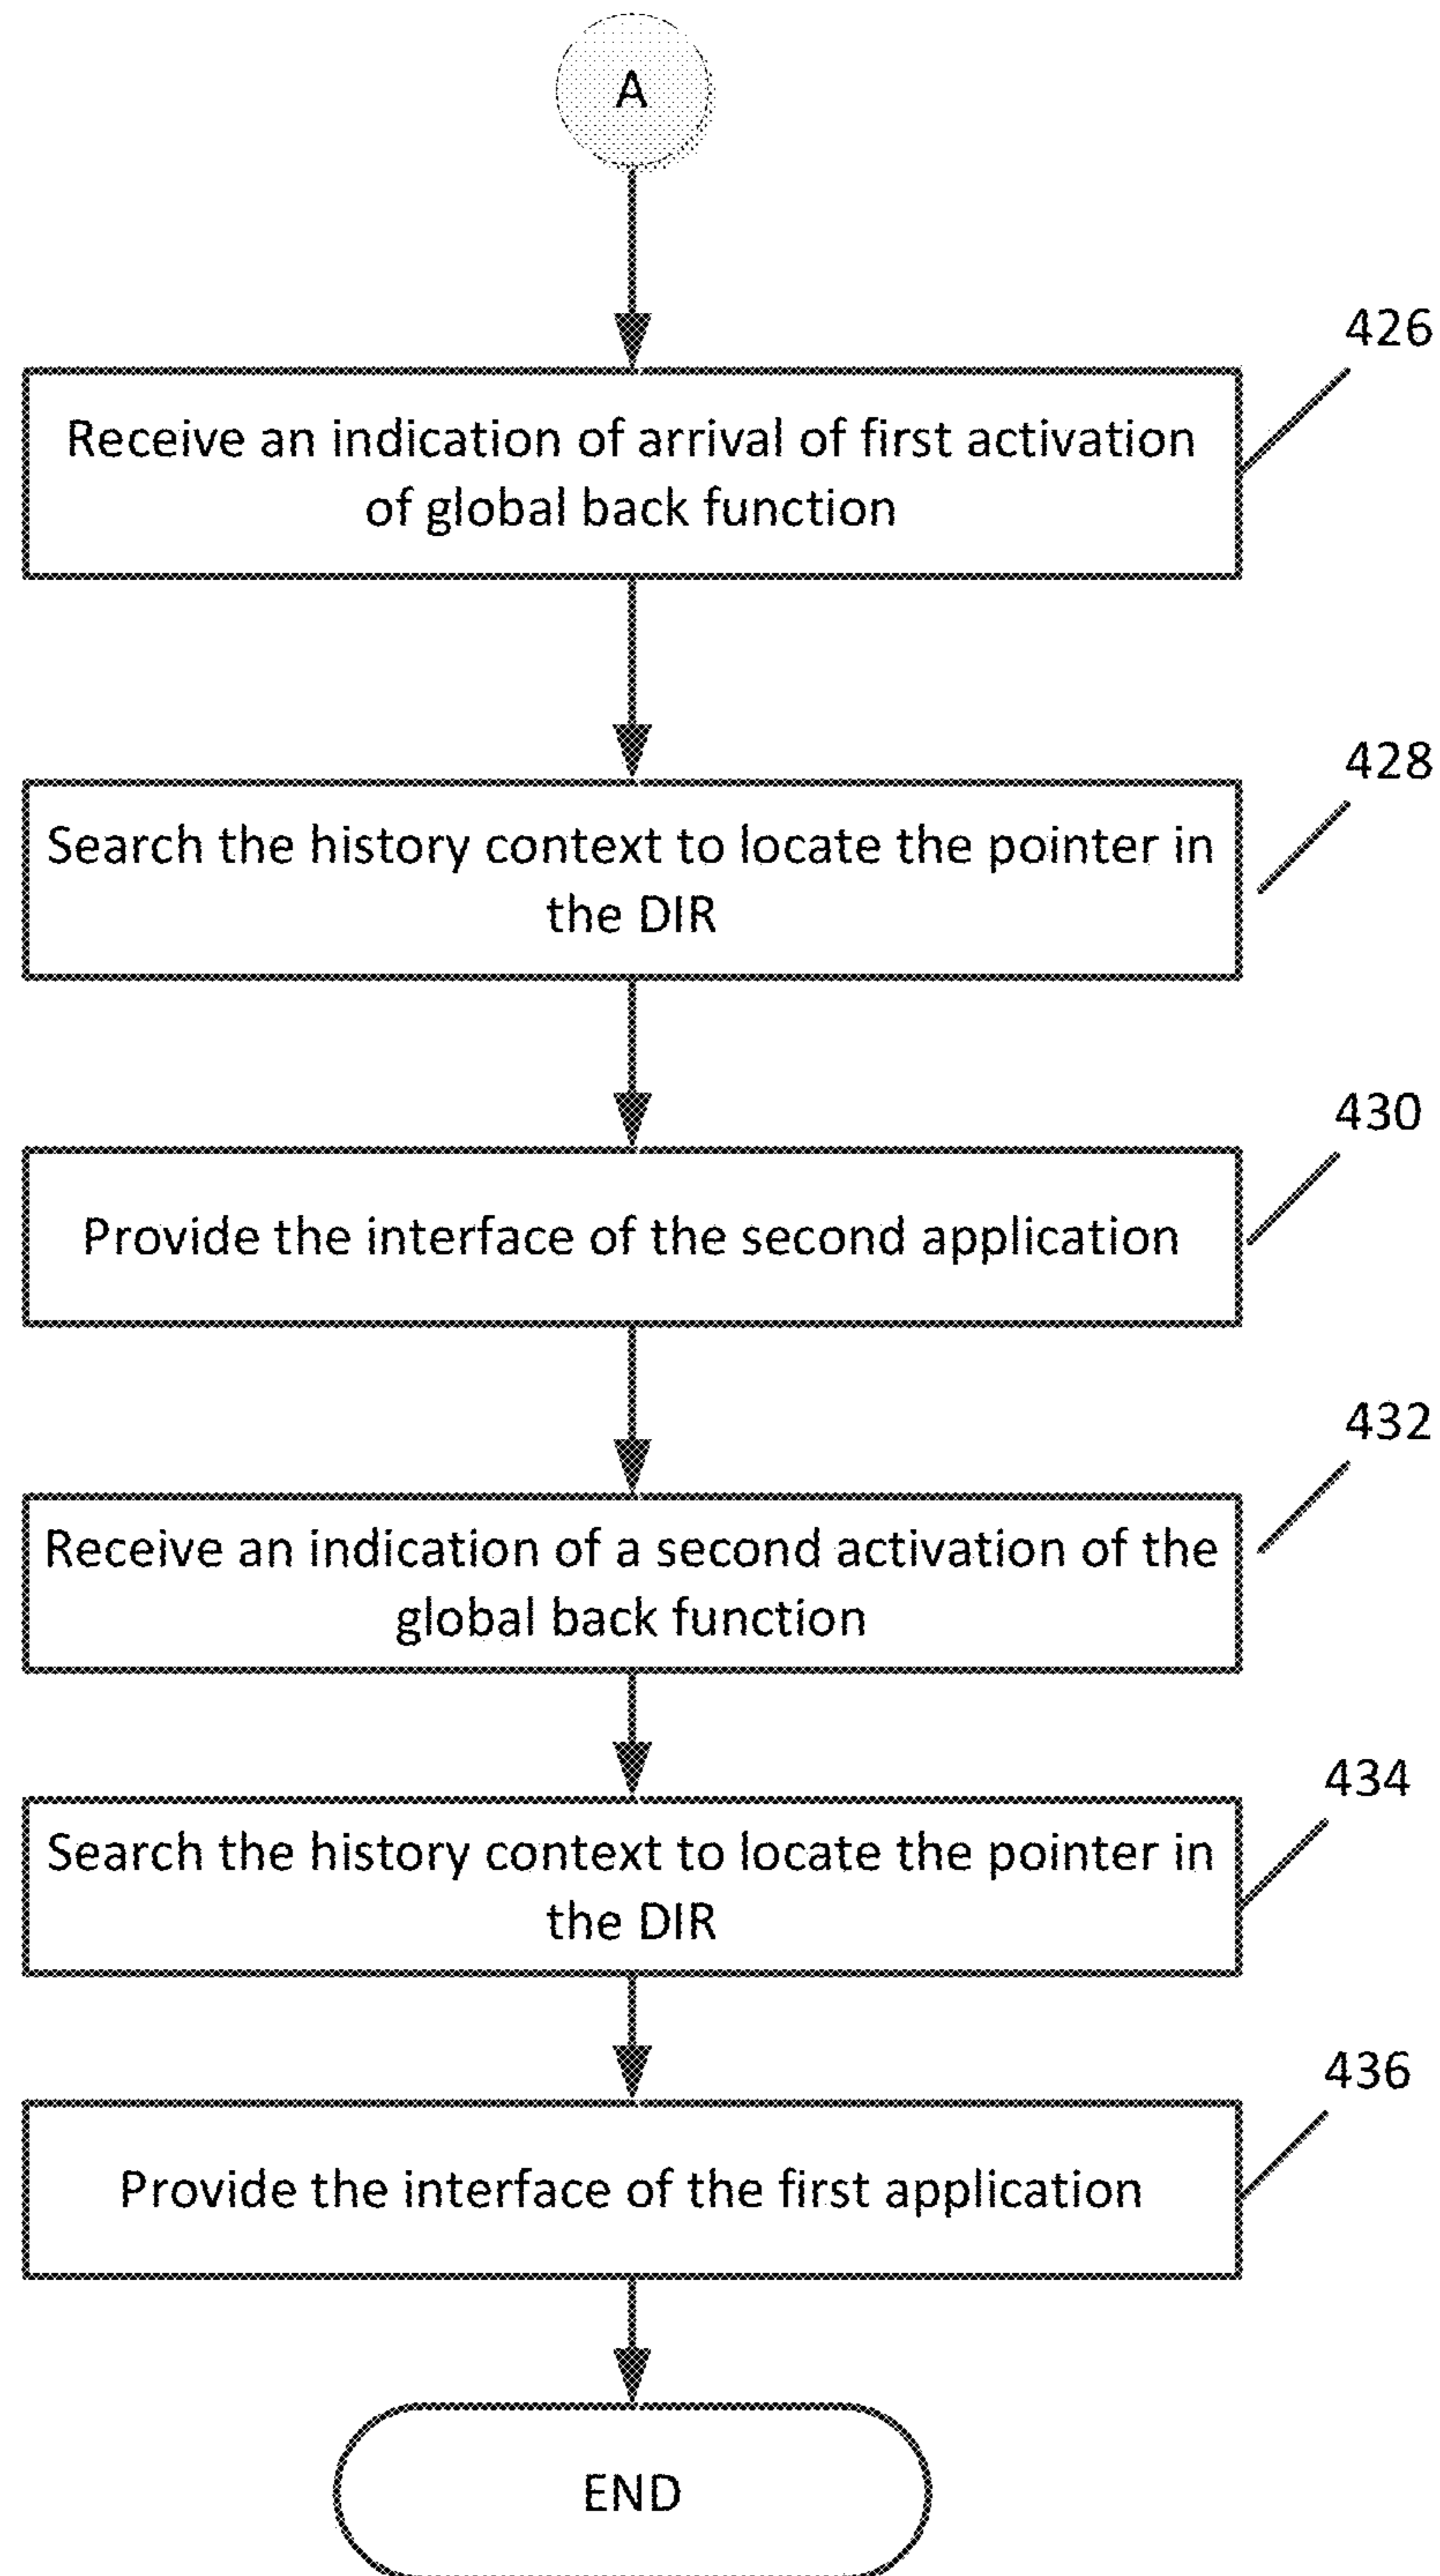 A
426
Receive an indication of arrival of first activation
of global back function
428
Search the history context to locate the pointer in
the DIR
430
Provide the interface of the second application
432
Receive an indication of a second activation of the
global back function
434
Search the history context to locate the pointer in
the DIR
436
Provide the interface of the first application
END